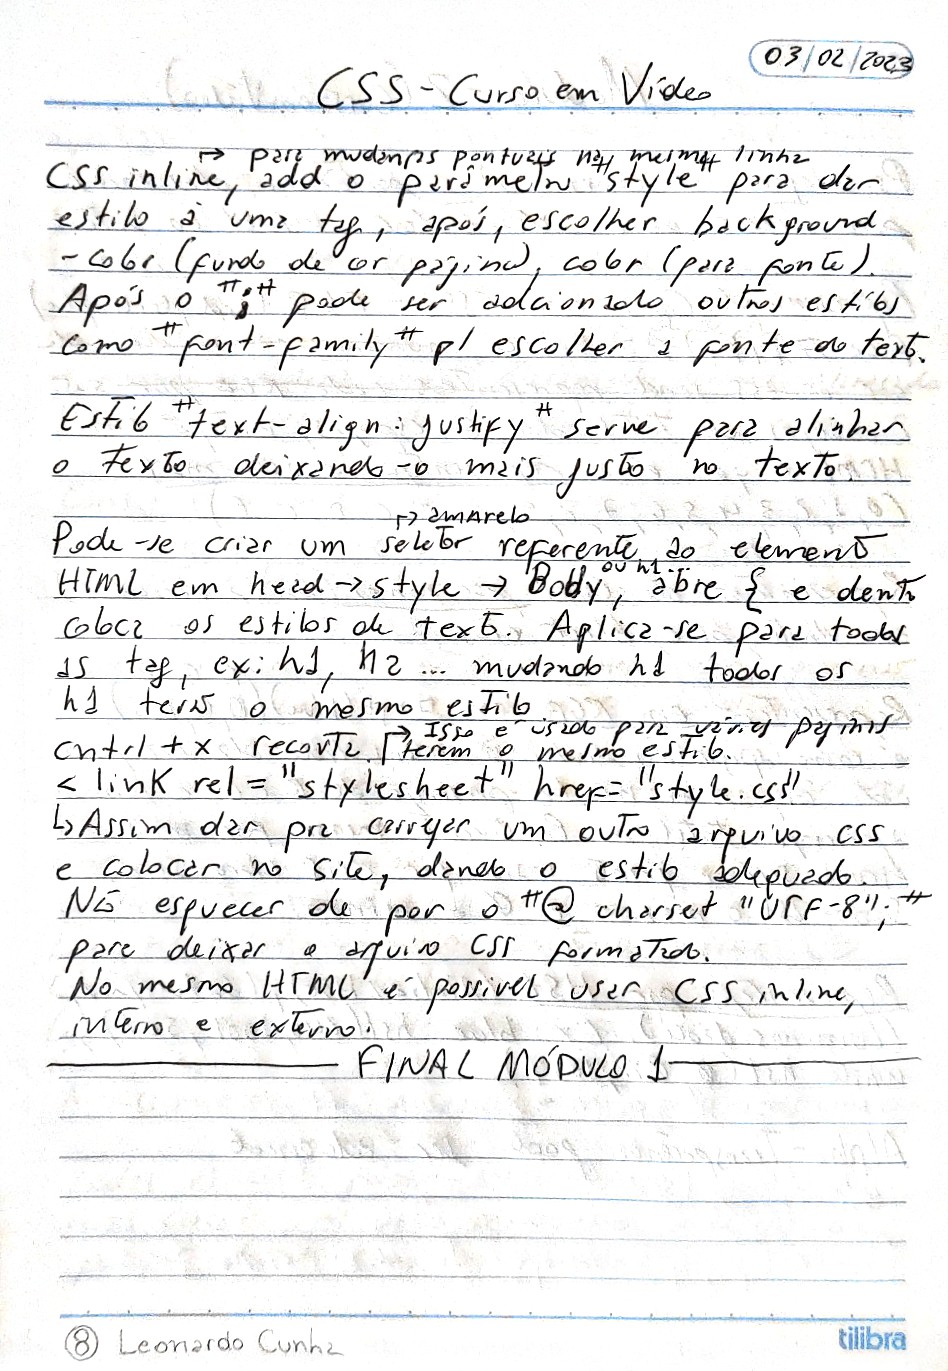 03/02/2023
CSS - Curso em Vídeo
↦ para mudanças pontuais na mesma linha
CSS inline, add o parâmetro "style" para dar
estilo à uma tag, após, escolher background
-color (fundo de cor página), color (para fonte).
Após o ";" pode ser adcionado outros estilos
como "font-family" p/ escolher a fonte do texto.
Estilo "text-align: justify" serve para alinhar
o texto deixando-o mais justo no texto.
↦ amarelo
Pode-se criar um seletor referente ao elemento
ou h1...
HTML em head → style → Body, abre { e dentro
coloca os estilos de texto. Aplica-se para todas
as tag, ex: h1, h2 ... mudando h1 todos os
h1 terão o mesmo estilo
↦ Isso é usado para várias páginas
cntrl + x recorta. terem o mesmo estilo.
< link rel = "stylesheet" href= "style.css"
↳ Assim dar pra carregar um outro arquivo css
e colocar no site, dando o estilo adequado.
Não esquecer de por o "@ charset "UTF-8";"
para deixar o arquivo CSS formatado.
No mesmo HTML é possivel usar CSS inline,
interno e externo.
FINAL MÓDULO 1
8 Leonardo Cunha
tilibra